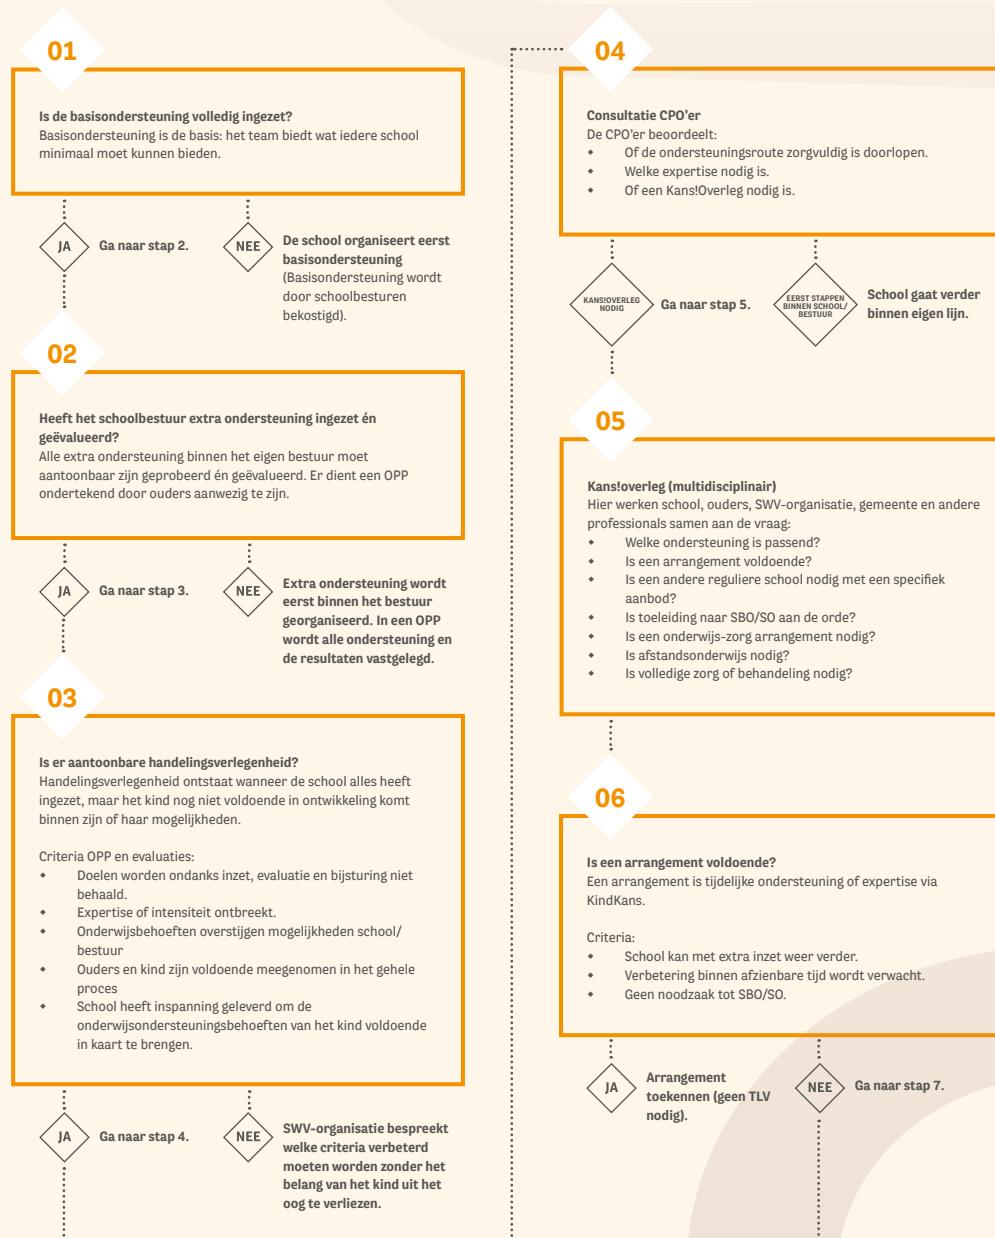 01
Is de basisondersteuning volledig ingezet?
Basisondersteuning is de basis: het team biedt wat iedere school
minimaal moet kunnen bieden.
JA
Ga naar stap 2.
NEE
De school organiseert eerst
basisondersteuning
(Basisondersteuning wordt
door schoolbesturen
bekostigd).
02
Heeft het schoolbestuur extra ondersteuning ingezet én
geëvalueerd?
Alle extra ondersteuning binnen het eigen bestuur moet
aantoonbaar zijn geprobeerd én geëvalueerd. Er dient een OPP
ondertekend door ouders aanwezig te zijn.
JA
Ga naar stap 3.
NEE
Extra ondersteuning wordt
eerst binnen het bestuur
georganiseerd. In een OPP
wordt alle ondersteuning en
de resultaten vastgelegd.
03
Is er aantoonbare handelingsverlegenheid?
Handelingsverlegenheid ontstaat wanneer de school alles heeft
ingezet, maar het kind nog niet voldoende in ontwikkeling komt
binnen zijn of haar mogelijkheden.
Criteria OPP en evaluaties:
Doelen worden ondanks inzet, evaluatie en bijsturing niet
behaald.
Expertise of intensiteit ontbreekt.
Onderwijsbehoeften overstijgen mogelijkheden school/
bestuur
Ouders en kind zijn voldoende meegenomen in het gehele
proces
School heeft inspanning geleverd om de
onderwijsondersteuningsbehoeften van het kind voldoende
in kaart te brengen.
JA
Ga naar stap 4.
NEE
SWV-organisatie bespreekt
welke criteria verbeterd
moeten worden zonder het
belang van het kind uit het
oog te verliezen.
04
Consultatie CPO'er
De CPO'er beoordeelt:
Of de ondersteuningsroute zorgvuldig is doorlopen.
Welke expertise nodig is.
Of een Kans!Overleg nodig is.
KANS!OVERLEG
NODIG
Ga naar stap 5.
EERST STAPPEN
BINNEN SCHOOL/
BESTUUR
School gaat verder
binnen eigen lijn.
05
Kans!overleg (multidisciplinair)
Hier werken school, ouders, SWV-organisatie, gemeente en andere
professionals samen aan de vraag:
Welke ondersteuning is passend?
Is een arrangement voldoende?
Is een andere reguliere school nodig met een specifiek
aanbod?
Is toeleiding naar SBO/SO aan de orde?
Is een onderwijs-zorg arrangement nodig?
Is afstandsonderwijs nodig?
Is volledige zorg of behandeling nodig?
06
Is een arrangement voldoende?
Een arrangement is tijdelijke ondersteuning of expertise via
KindKans.
Criteria:
School kan met extra inzet weer verder.
Verbetering binnen afzienbare tijd wordt verwacht.
Geen noodzaak tot SBO/SO.
JA
Arrangement
toekennen (geen TLV
nodig).
NEE
Ga naar stap 7.